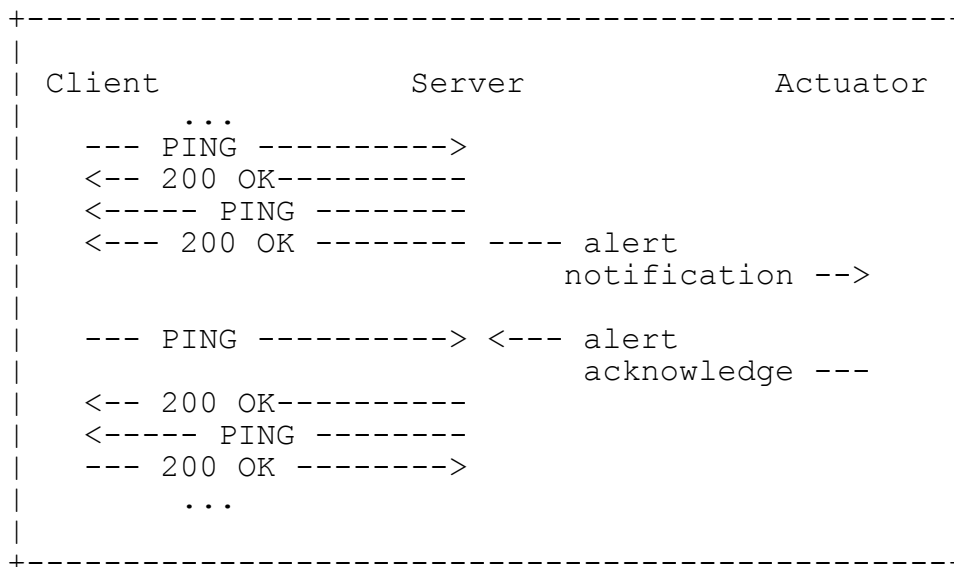 +-------------------------------------------------
|
| Client             Server             Actuator
|        ...
|   --- PING ---------->
|   <-- 200 OK----------
|   <----- PING --------
|   <--- 200 OK -------- ---- alert
|                            notification -->
|
|   --- PING ----------> <--- alert
|                             acknowledge ---
|   <-- 200 OK----------
|   <----- PING --------
|   --- 200 OK -------->
|        ...
|
+-------------------------------------------------